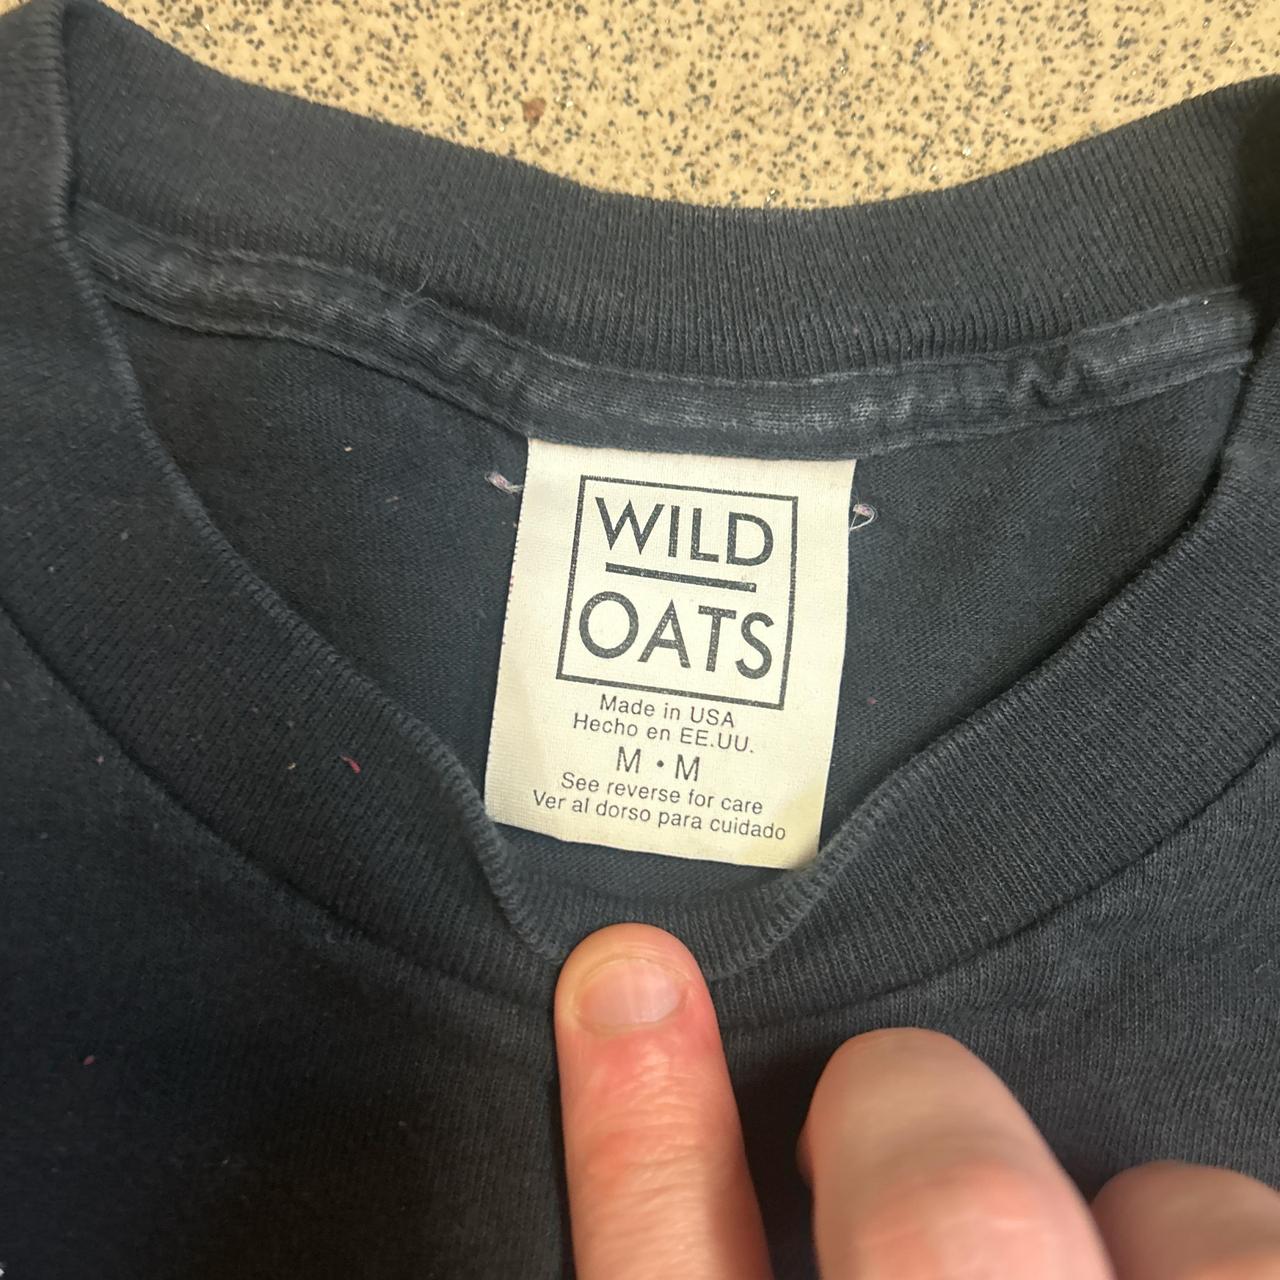 WILD
OATS
Made in USA
Hecho en EE.UU.
M • M
See reverse for care
Ver al dorso para cuidado